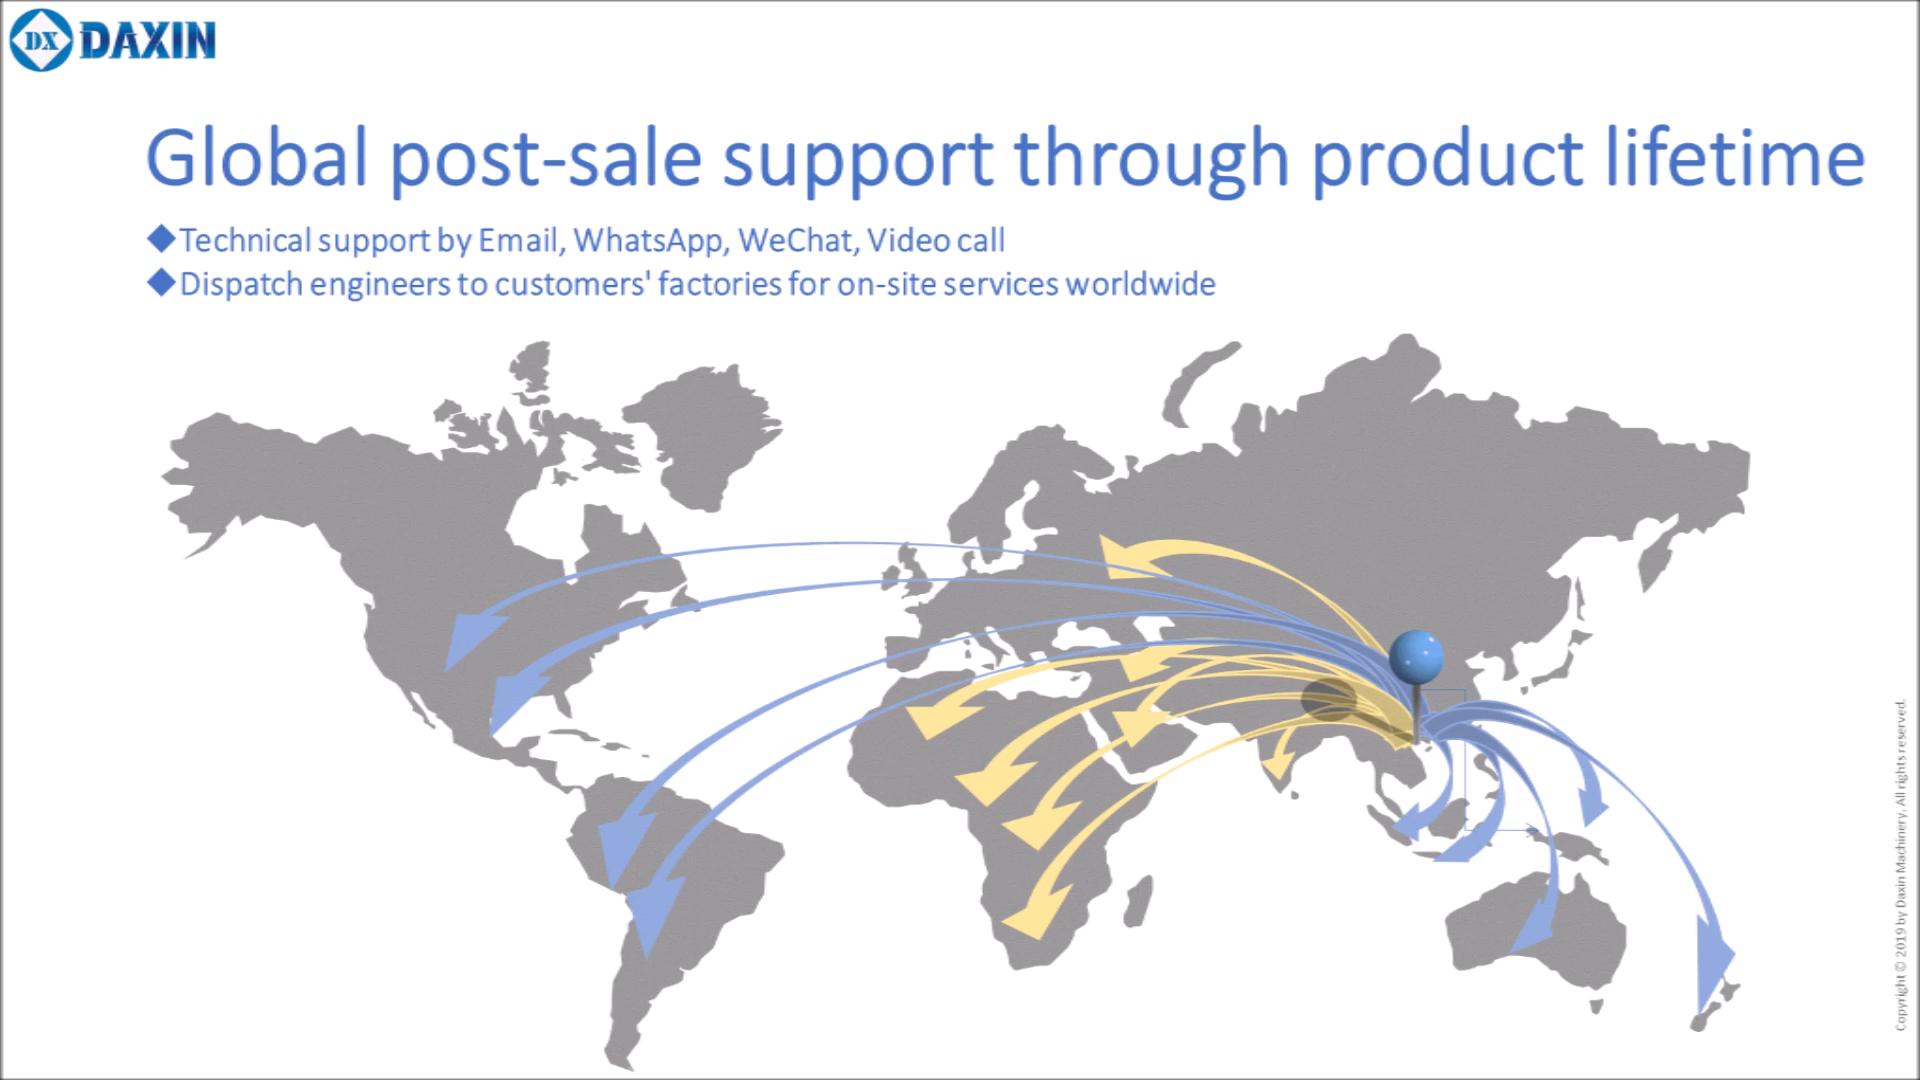 DX DAXIN
Global post-sale support through product lifetime
◆Technical support by Email, WhatsApp, WeChat, Video call
◆Dispatch engineers to customers' factories for on-site services worldwide
Copyright © 2019 by Daxin Machinery. All rights reserved.